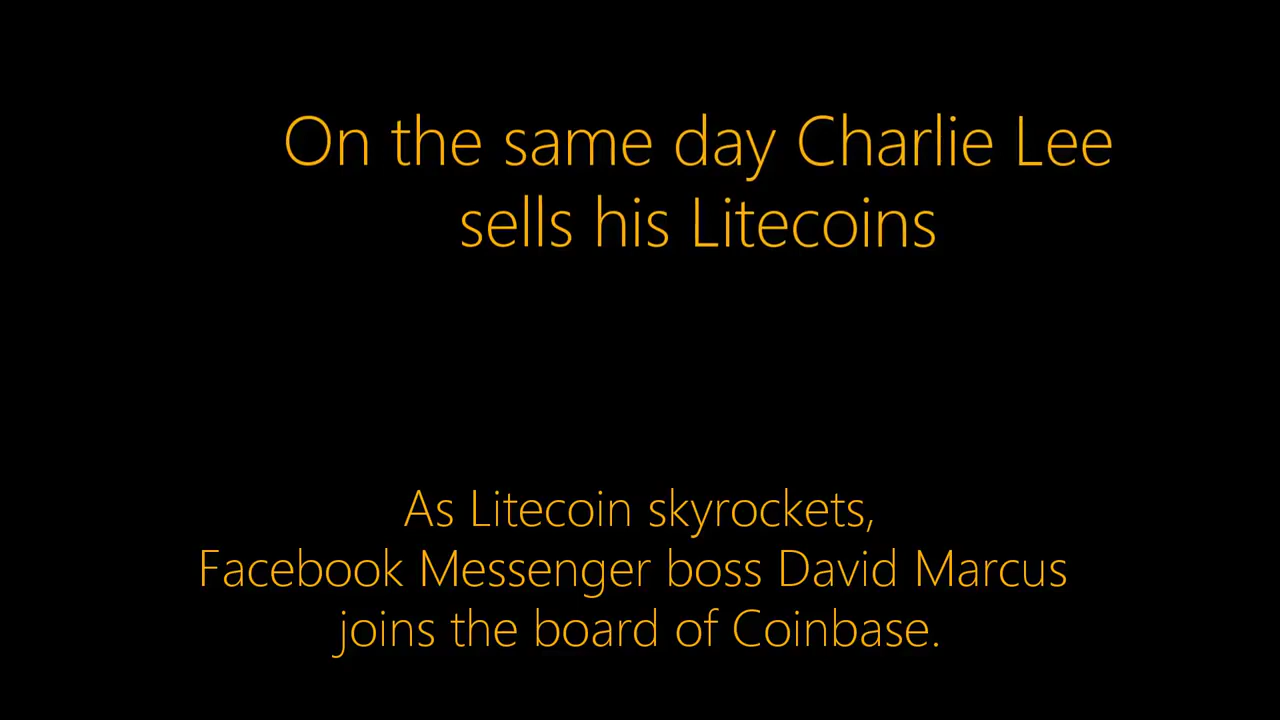 On the same day Charlie Lee
sells his Litecoins
As Litecoin skyrockets,
Facebook Messenger boss David Marcus
joins the board of Coinbase.